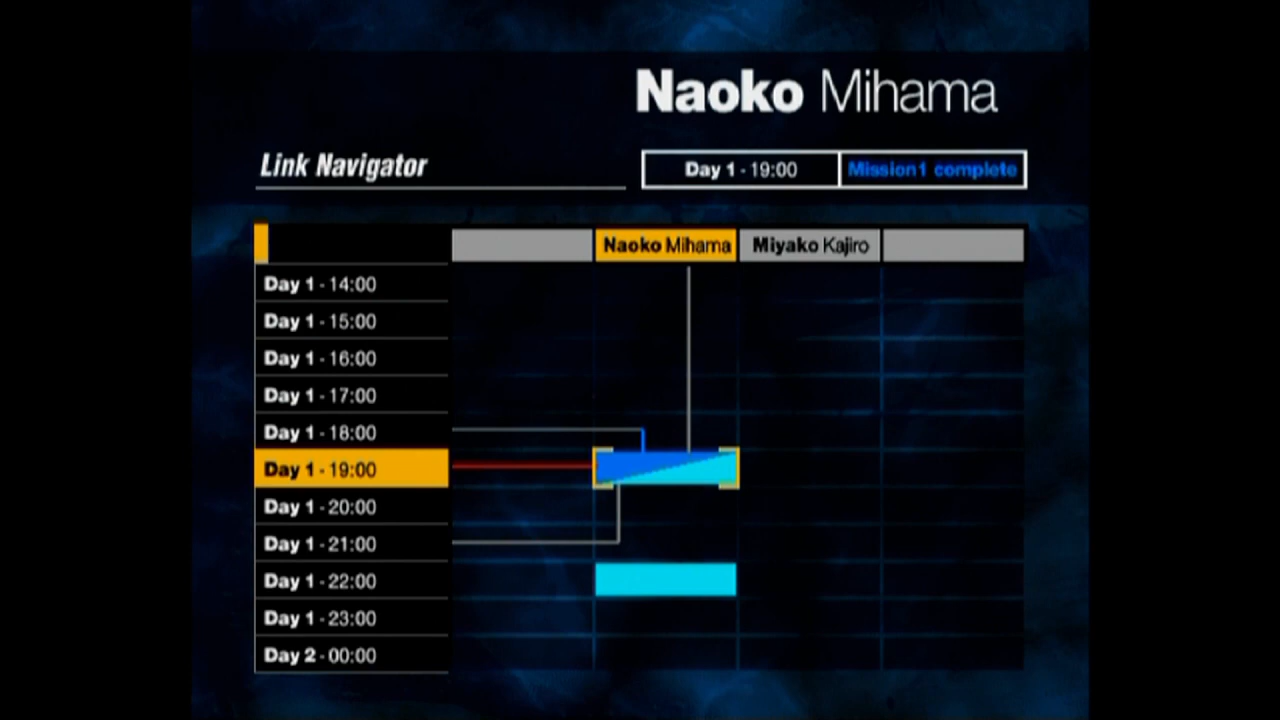 Naoko Mihama
Link Navigator
Day 1 - 19:00
Mission1 complete
Naoko Mihama
Miyako Kajiro
Day 1 - 14:00
Day 1 - 15:00
Day 1 - 16:00
Day 1 - 17:00
Day 1 - 18:00
Day 1 - 19:00
Day 1 - 20:00
Day 1 - 21:00
Day 1 - 22:00
Day 1 - 23:00
Day 2 - 00:00